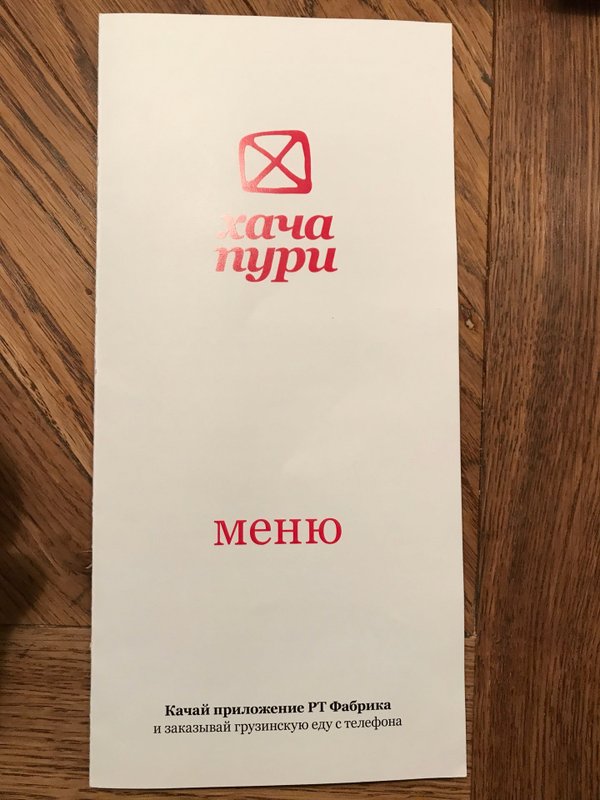 хача
пури
меню
Качай приложение РТ Фабрика
и заказывай грузинскую еду с телефона